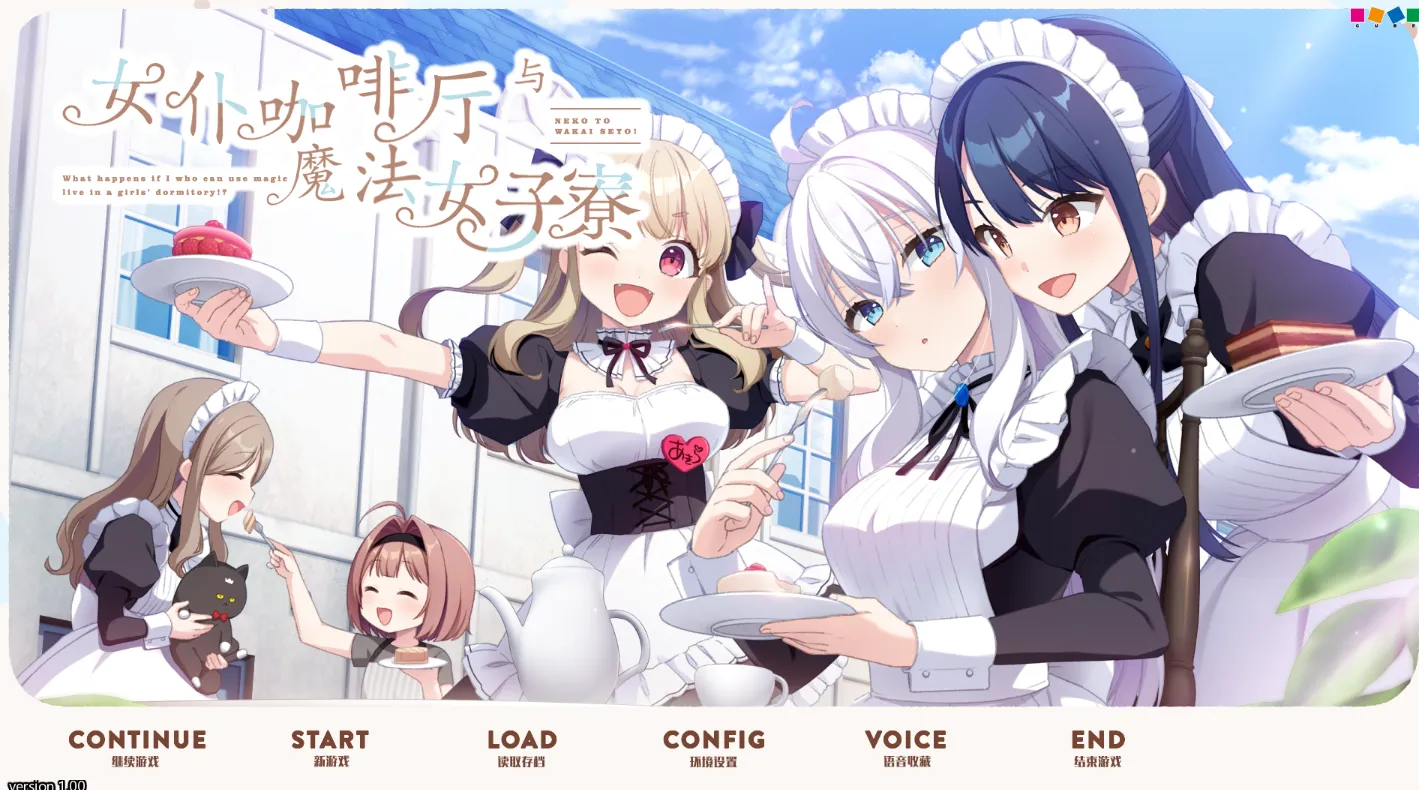 女仆咖啡厅与
NEKO TO
WAKAI SEYO!
What happens if I who can use magic
live in a girls' dormitory!?
魔法女子寮
CUBE
CONTINUE
继续游戏
START
新游戏
LOAD
读取存档
CONFIG
环境设置
VOICE
语音收藏
END
结束游戏
version 1.00